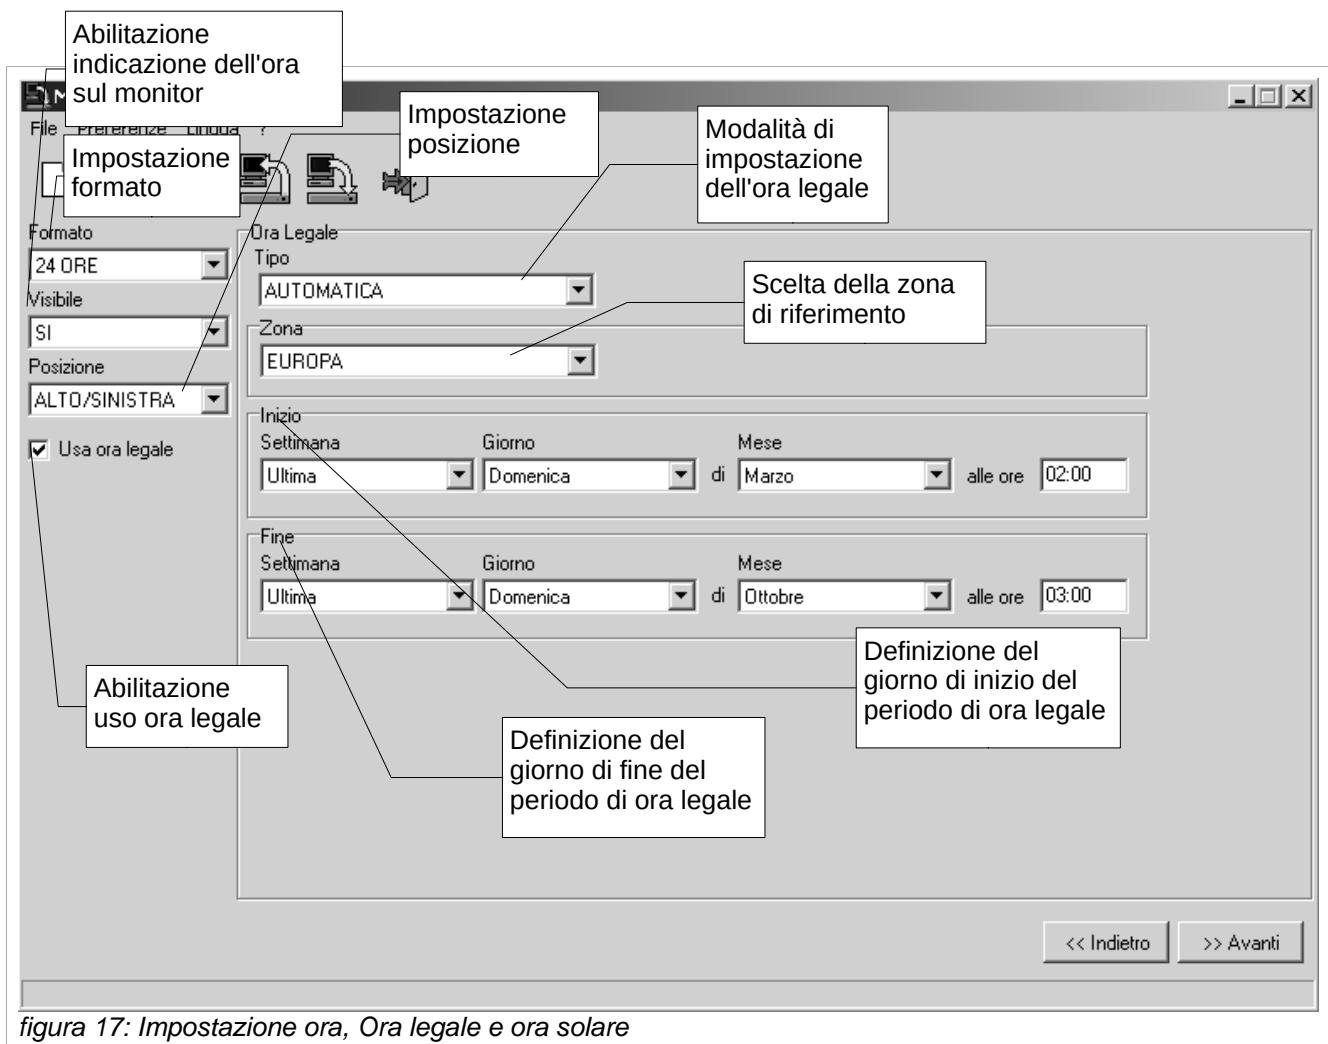 Abilitazione
indicazione dell'ora
sul monitor
Impostazione
posizione
Modalità di
impostazione
dell'ora legale
File Preferenze Lingua ?
Impostazione
formato
Formato
24 ORE
Visibile
SI
Posizione
ALTO/SINISTRA
Usa ora legale
Ora Legale
Tipo
AUTOMATICA
Scelta della zona
di riferimento
Zona
EUROPA
Inizio
Settimana Giorno Mese
Ultima Domenica di Marzo alle ore 02:00
Fine
Settimana Giorno Mese
Ultima Domenica di Ottobre alle ore 03:00
Definizione del
giorno di inizio del
periodo di ora legale
Abilitazione
uso ora legale
Definizione del
giorno di fine del
periodo di ora legale
<< Indietro >> Avanti
figura 17: Impostazione ora, Ora legale e ora solare